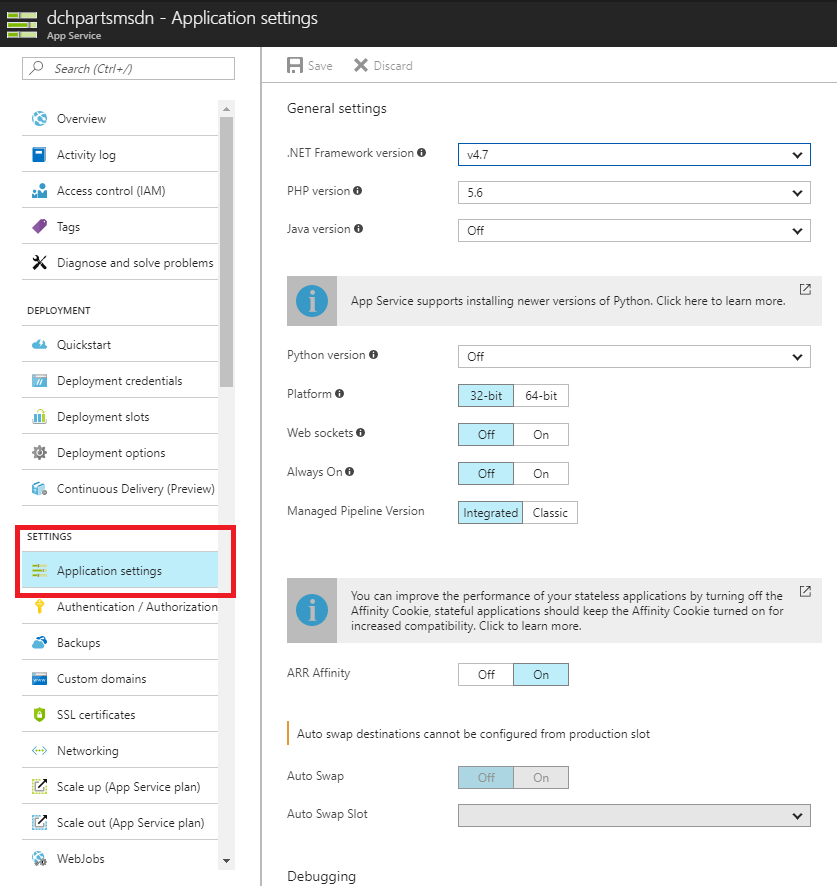 dchpartsmsdn - Application settings
App Service
Search (Ctrl+/)
Overview
Activity log
Access control (IAM)
Tags
Diagnose and solve problems
DEPLOYMENT
Quickstart
Deployment credentials
Deployment slots
Deployment options
Continuous Delivery (Preview)
SETTINGS
Application settings
Authentication / Authorization
Backups
Custom domains
SSL certificates
Networking
Scale up (App Service plan)
Scale out (App Service plan)
WebJobs
Save Discard
General settings
.NET Framework version v4.7
PHP version 5.6
Java version Off
App Service supports installing newer versions of Python. Click here to learn more.
Python version Off
Platform 32-bit 64-bit
Web sockets Off On
Always On Off On
Managed Pipeline Version Integrated Classic
You can improve the performance of your stateless applications by turning off the
Affinity Cookie, stateful applications should keep the Affinity Cookie turned on for
increased compatibility. Click to learn more.
ARR Affinity Off On
Auto swap destinations cannot be configured from production slot
Auto Swap Off On
Auto Swap Slot
Debugging